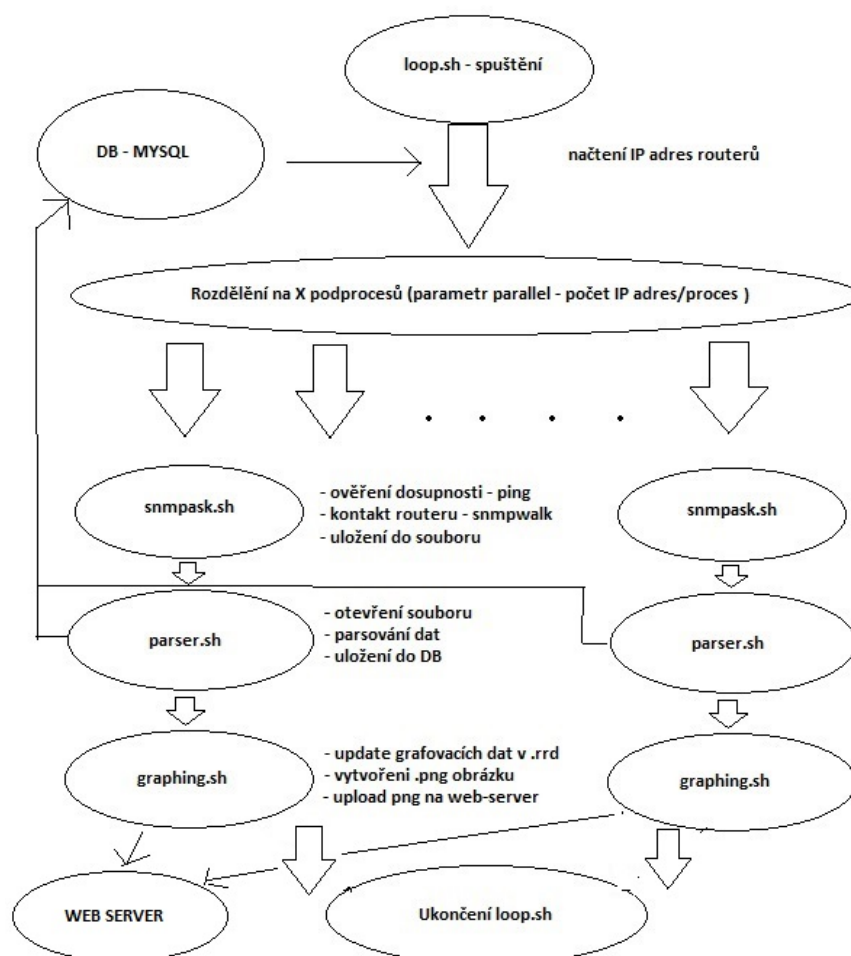 loop.sh - spuštění
DB - MYSQL
načtení IP adres routerů
Rozdělění na X podprocesů (parametr parallel - počet IP adres/proces )
snmpask.sh
- ověření dosupnosti - ping
- kontakt routeru - snmpwalk
- uložení do souboru
snmpask.sh
parser.sh
- otevření souboru
- parsování dat
- uložení do DB
parser.sh
graphing.sh
- update grafovacích dat v .rrd
- vytvořeni .png obrázku
- upload png na web-server
graphing.sh
WEB SERVER
Ukončení loop.sh